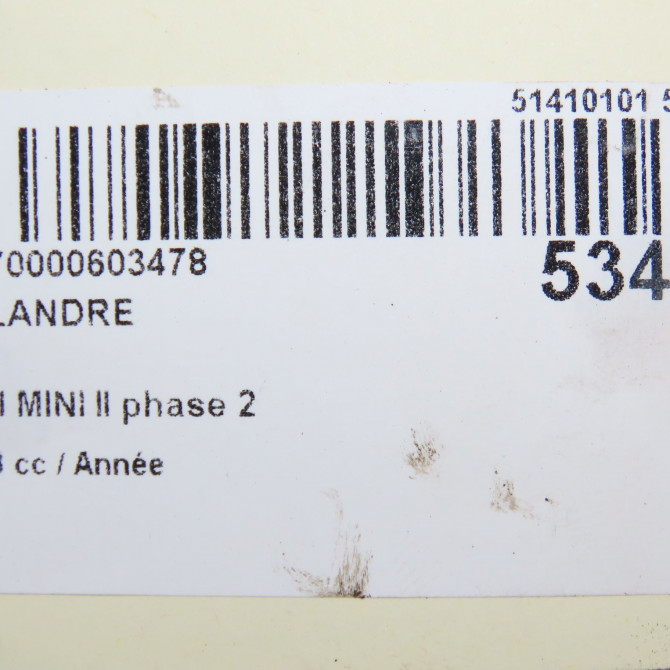 51410101 5
70000603478
534
LANDRE
MINI II phase 2
cc / Année